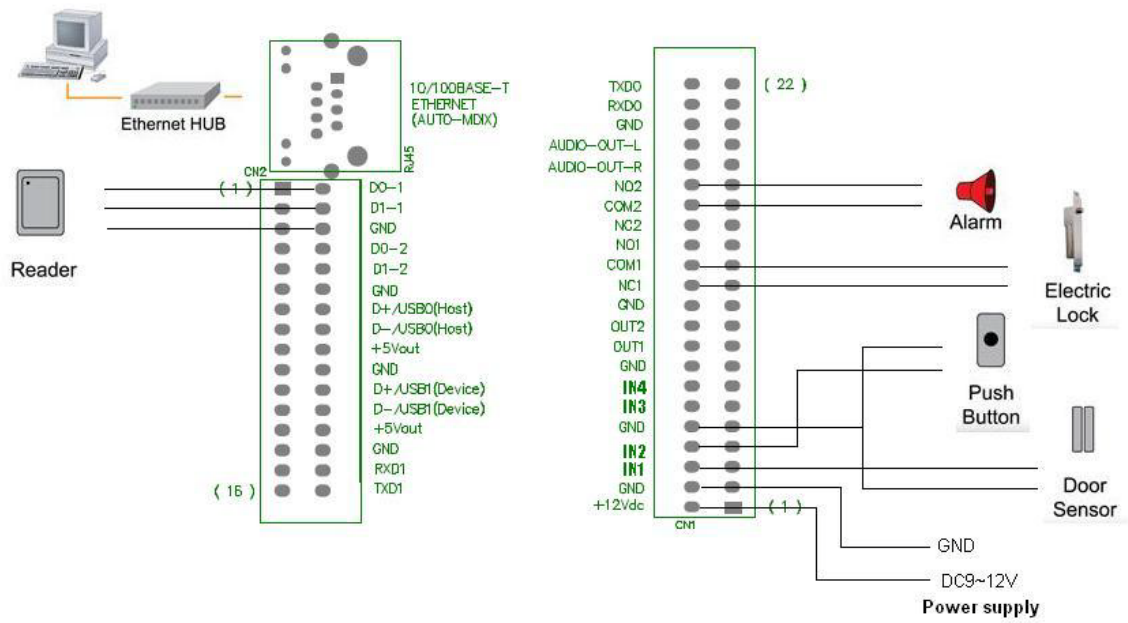 Ethernet HUB
10/100BASE-T
ETHERNET
(AUTO-MDIX)
RJ45
CN2
( 1 )
D0-1
D1-1
GND
D0-2
D1-2
GND
D+/USB0(Host)
D-/USB0(Host)
+5Vout
GND
D+/USB1(Device)
D-/USB1(Device)
+5Vout
GND
RXD1
( 16 )
TXD1
Reader
TXD0
( 22 )
RXD0
GND
AUDIO-OUT-L
AUDIO-OUT-R
NO2
COM2
NC2
NO1
COM1
NC1
GND
OUT2
OUT1
GND
IN4
IN3
GND
IN2
IN1
GND
+12Vdc
( 1 )
CN1
Alarm
Electric
Lock
Push
Button
Door
Sensor
GND
DC9~12V
Power supply